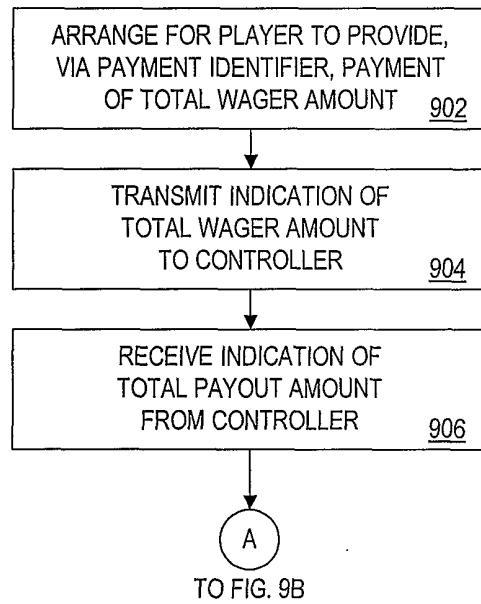 ARRANGE FOR PLAYER TO PROVIDE,
VIA PAYMENT IDENTIFIER, PAYMENT
OF TOTAL WAGER AMOUNT
902
TRANSMIT INDICATION OF
TOTAL WAGER AMOUNT
TO CONTROLLER
904
RECEIVE INDICATION OF
TOTAL PAYOUT AMOUNT
FROM CONTROLLER
906
A
TO FIG. 9B